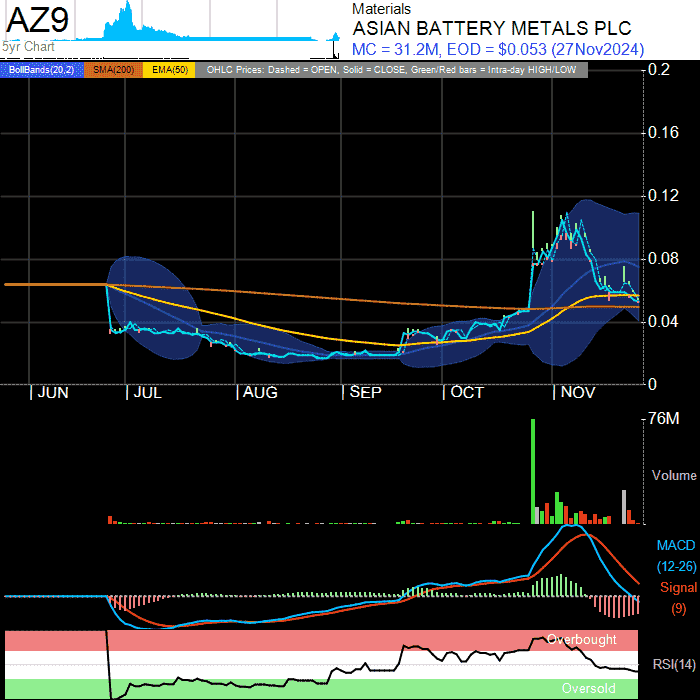 AZ9
5yr Chart
Materials
ASIAN BATTERY METALS PLC
MC = 31.2M, EOD = $0.053 (27Nov2024)
BollBands(20,2) SMA(200) EMA(50) OHLC Prices: Dashed = OPEN, Solid = CLOSE, Green/Red bars = Intra-day HIGH/LOW
0.2
0.16
0.12
0.08
0.04
0
JUN JUL AUG SEP OCT NOV
76M
Volume
MACD
(12-26)
Signal
(9)
Overbought
RSI(14)
Oversold